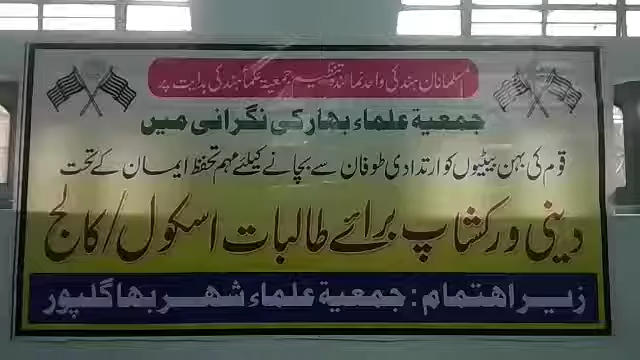 مسلمانان ہند کی واحد نمائندہ تنظیم جمعیۃ علماء ہند کی ہدایت پر
جمعیۃ علماء بہار کی نگرانی میں
قوم کی بہن بیٹیوں کو ارتدادی طوفان سے بچانے کیلئے مہم تحفظ ایمان کے تحت
دینی ورکشاپ برائے طالبات اسکول/کالج
زیر اہتمام : جمعیۃ علماء شہر بھاگلپور